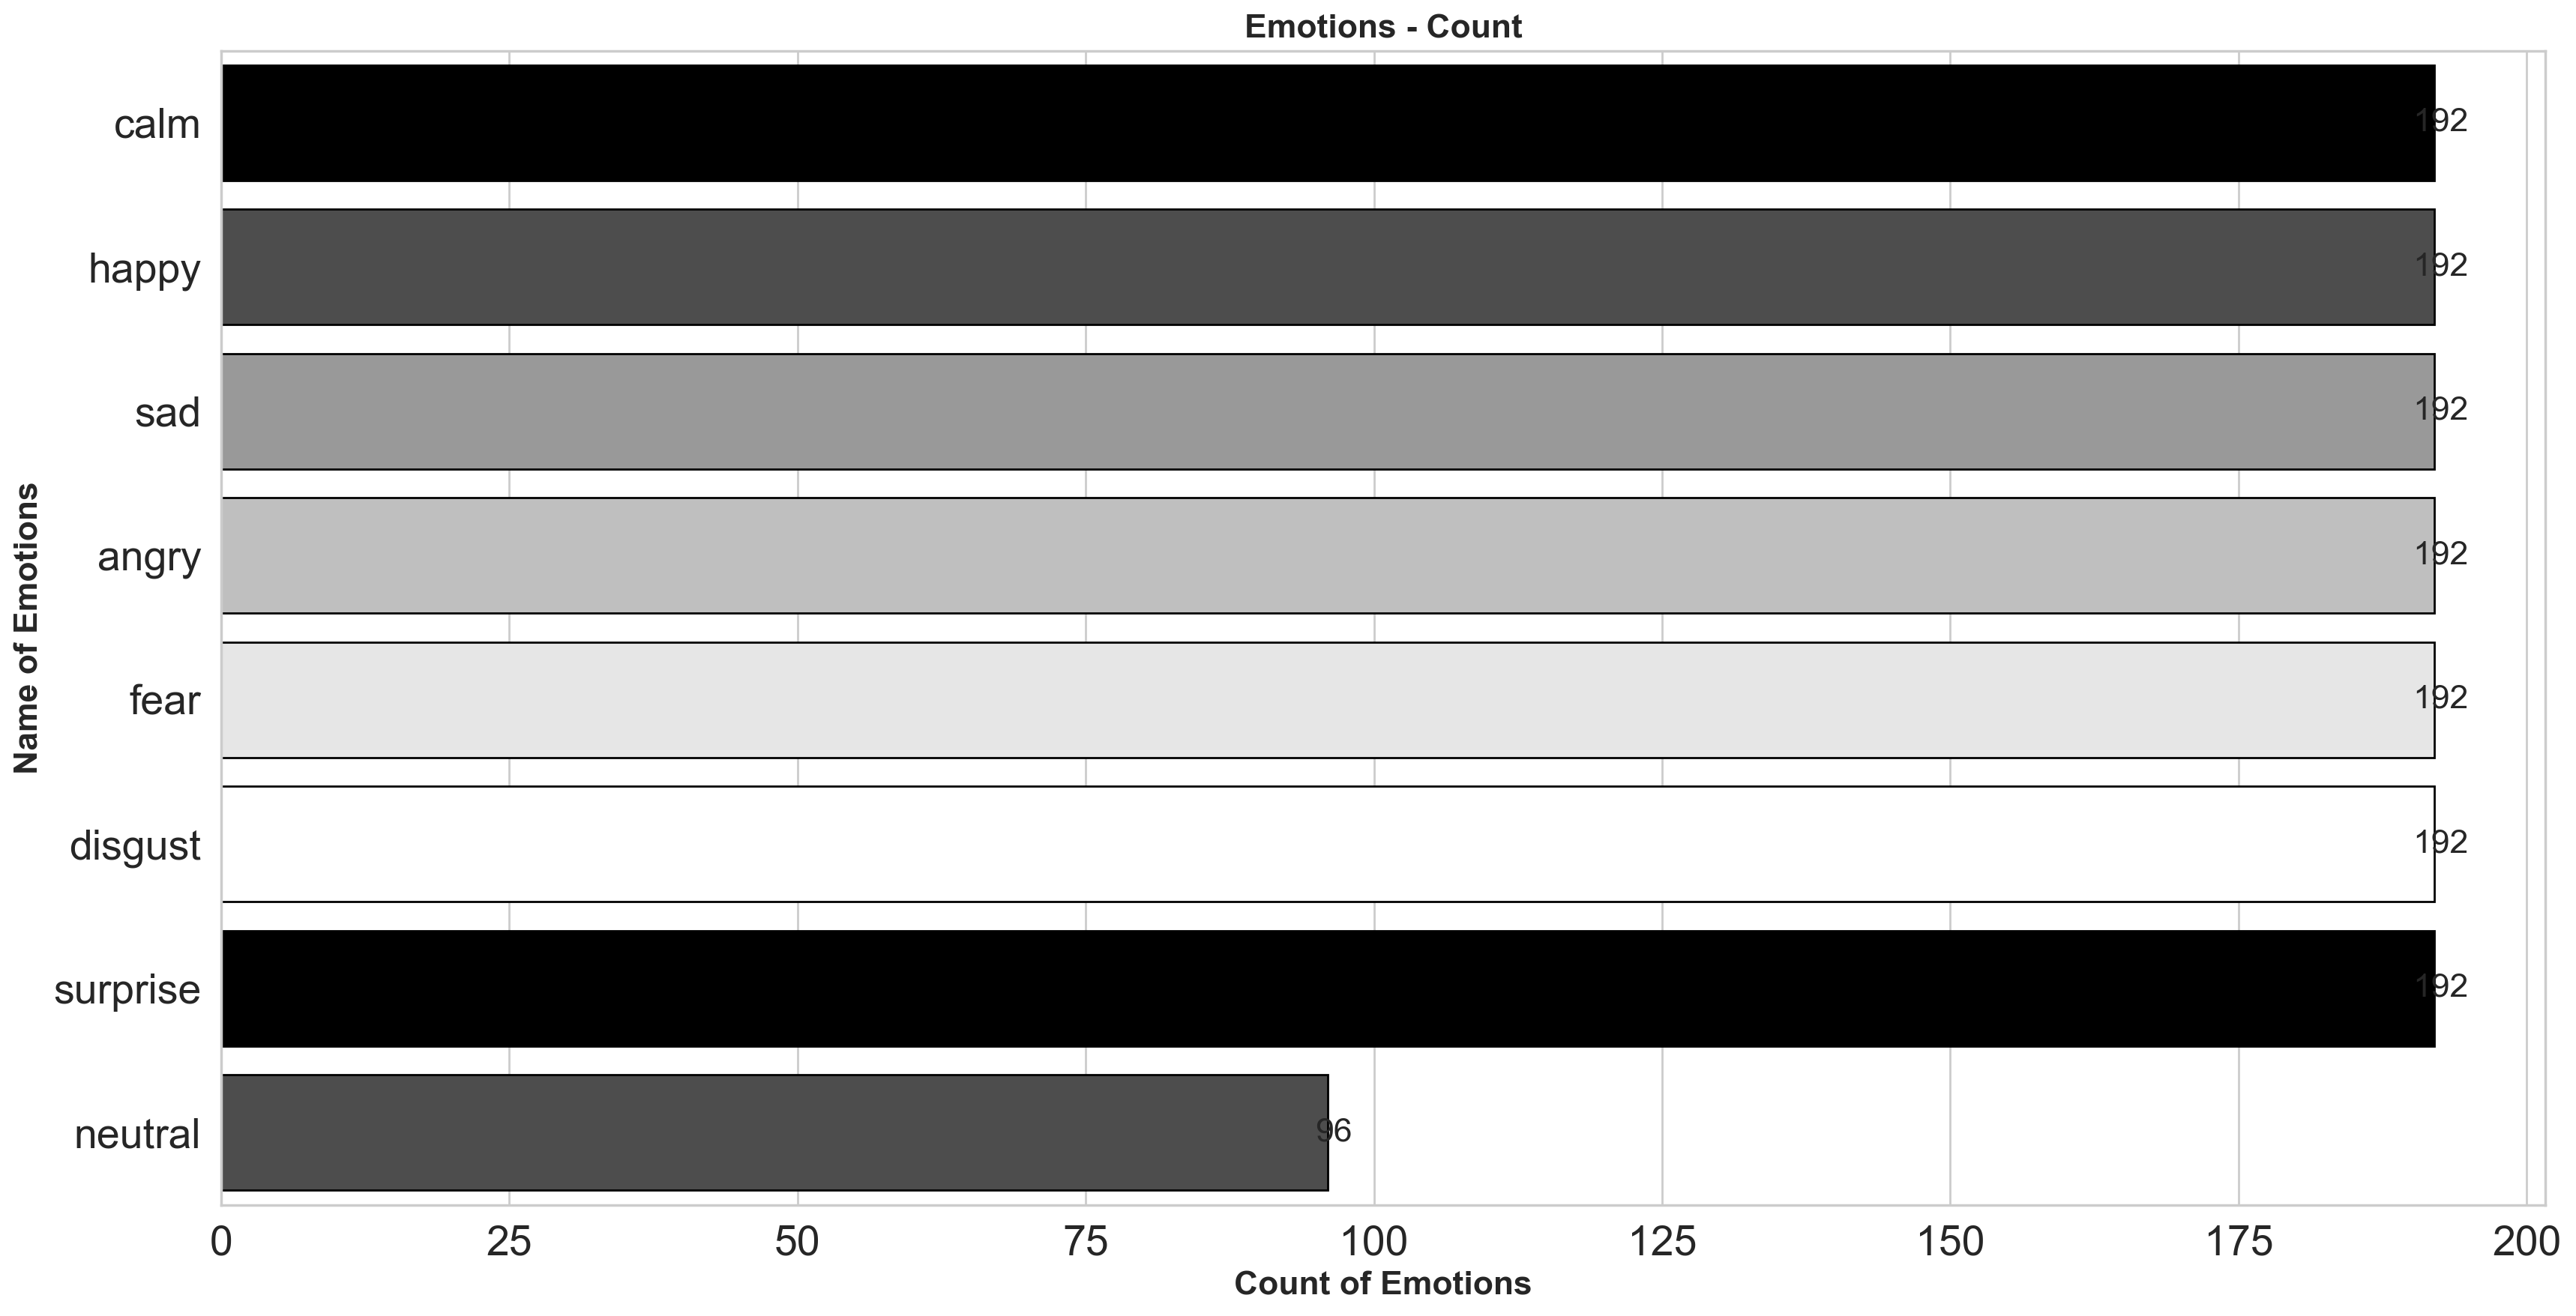 Emotions - Count
calm
192
happy
192
sad
192
angry
192
fear
192
disgust
192
surprise
192
neutral
96
0 25 50 75 100 125 150 175 200
Count of Emotions
Name of Emotions